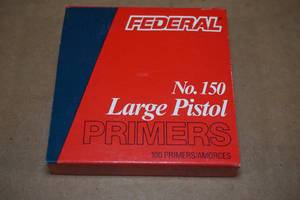 FEDERAL
No. 150
Large Pistol
PRIMERS
100 PRIMERS/AMORCES